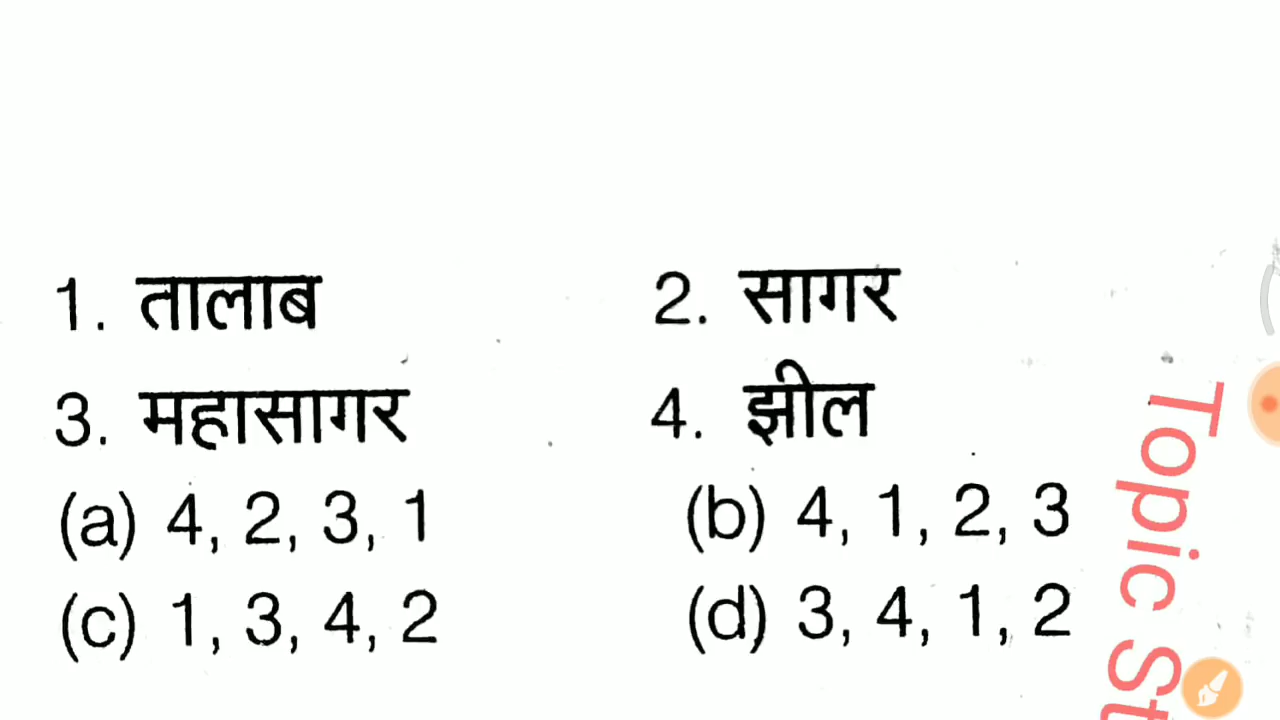 1. तालाब 2. सागर
3. महासागर 4. झील
(a) 4, 2, 3, 1 (b) 4, 1, 2, 3
(c) 1, 3, 4, 2 (d) 3, 4, 1, 2
Topic